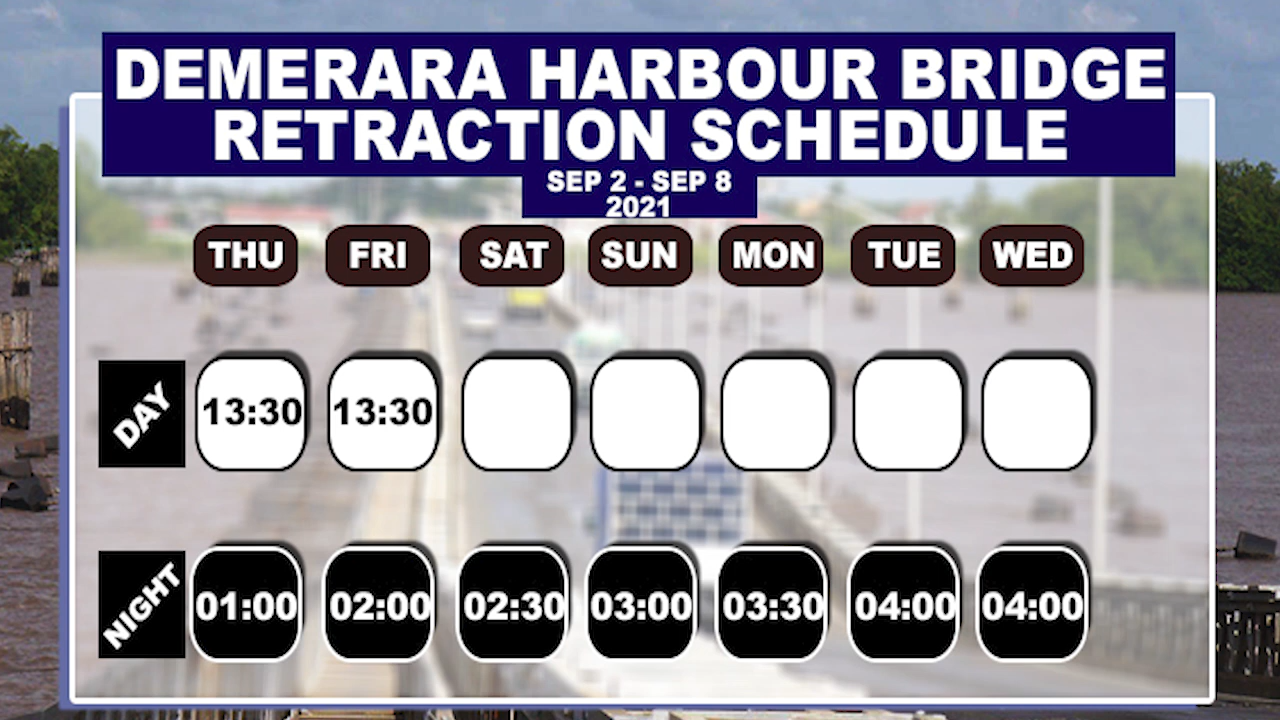 DEMERARA HARBOUR BRIDGE
RETRACTION SCHEDULE
SEP 2 - SEP 8
2021
THU FRI SAT SUN MON TUE WED
DAY 13:30 13:30
NIGHT 01:00 02:00 02:30 03:00 03:30 04:00 04:00